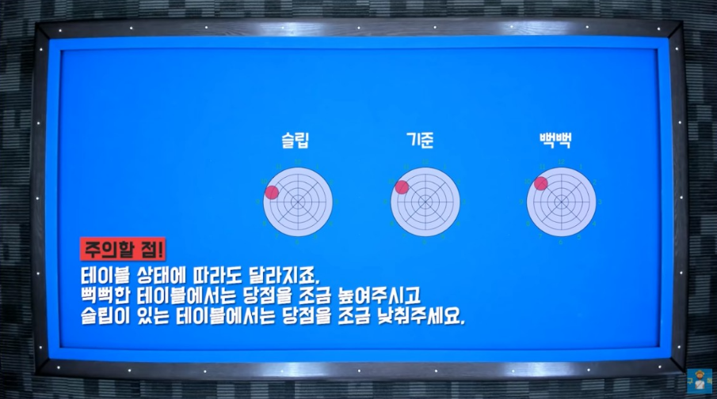 슬립 기준 뻑뻑
주의할 점!
테이블 상태에 따라도 달라지죠.
뻑뻑한 테이블에서는 당점을 조금 높여주시고
슬립이 있는 테이블에서는 당점을 조금 낮춰주세요.